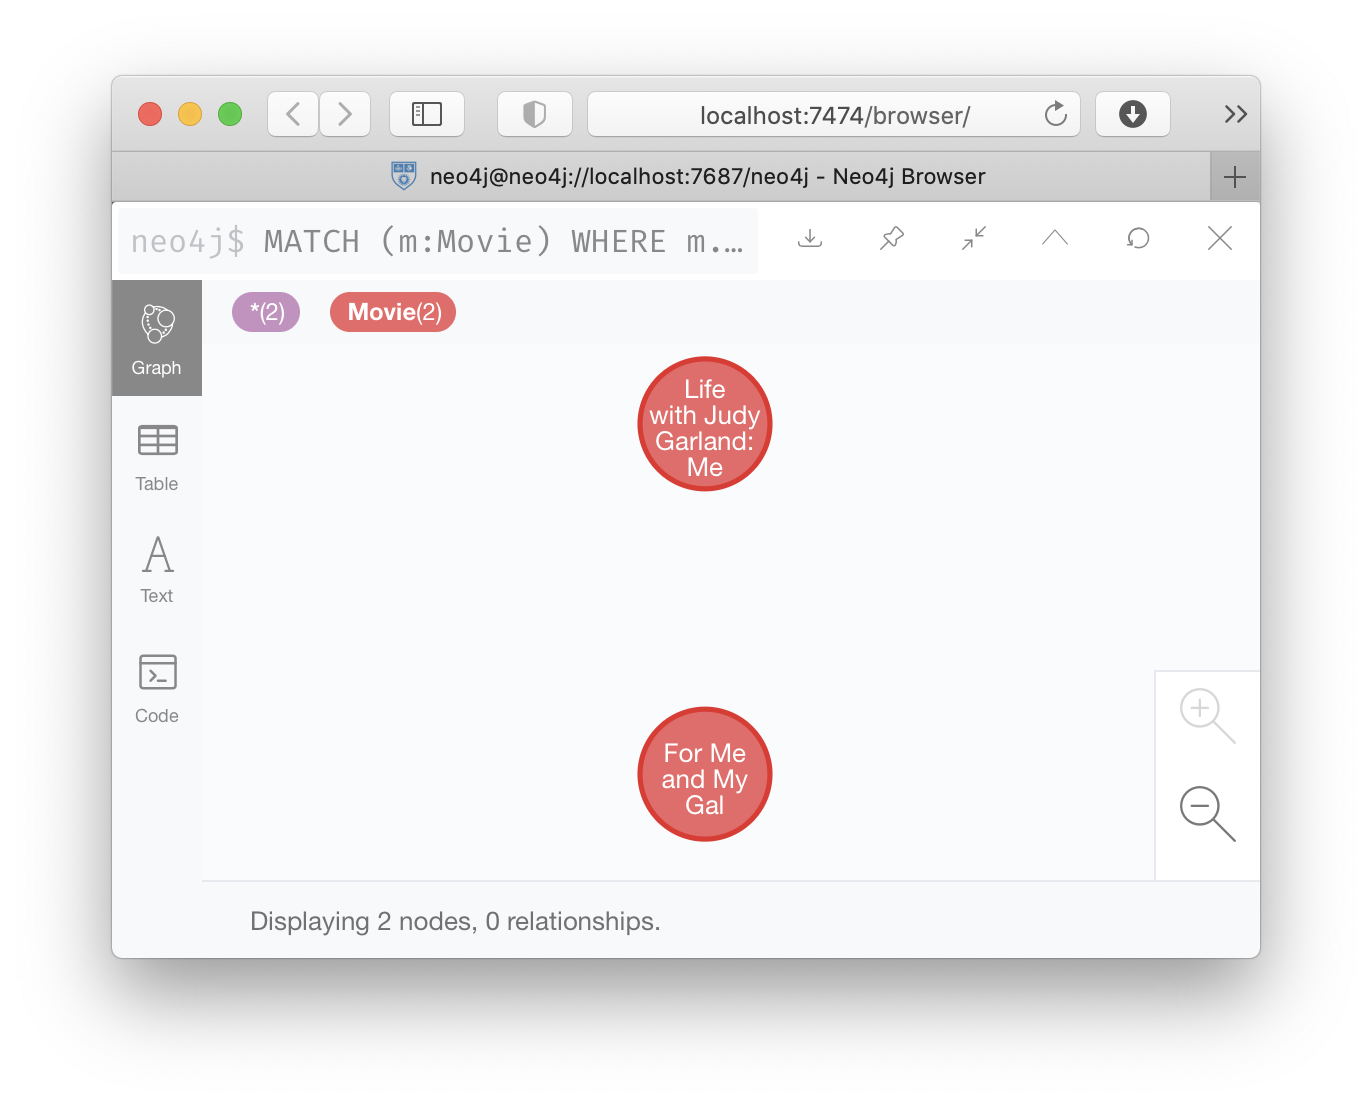 localhost:7474/browser/
neo4j@neo4j://localhost:7687/neo4j - Neo4j Browser
neo4j$ MATCH (m:Movie) WHERE m.…
*(2) Movie(2)
Graph
Table
Text
Code
Life
with Judy
Garland:
Me
For Me
and My
Gal
Displaying 2 nodes, 0 relationships.